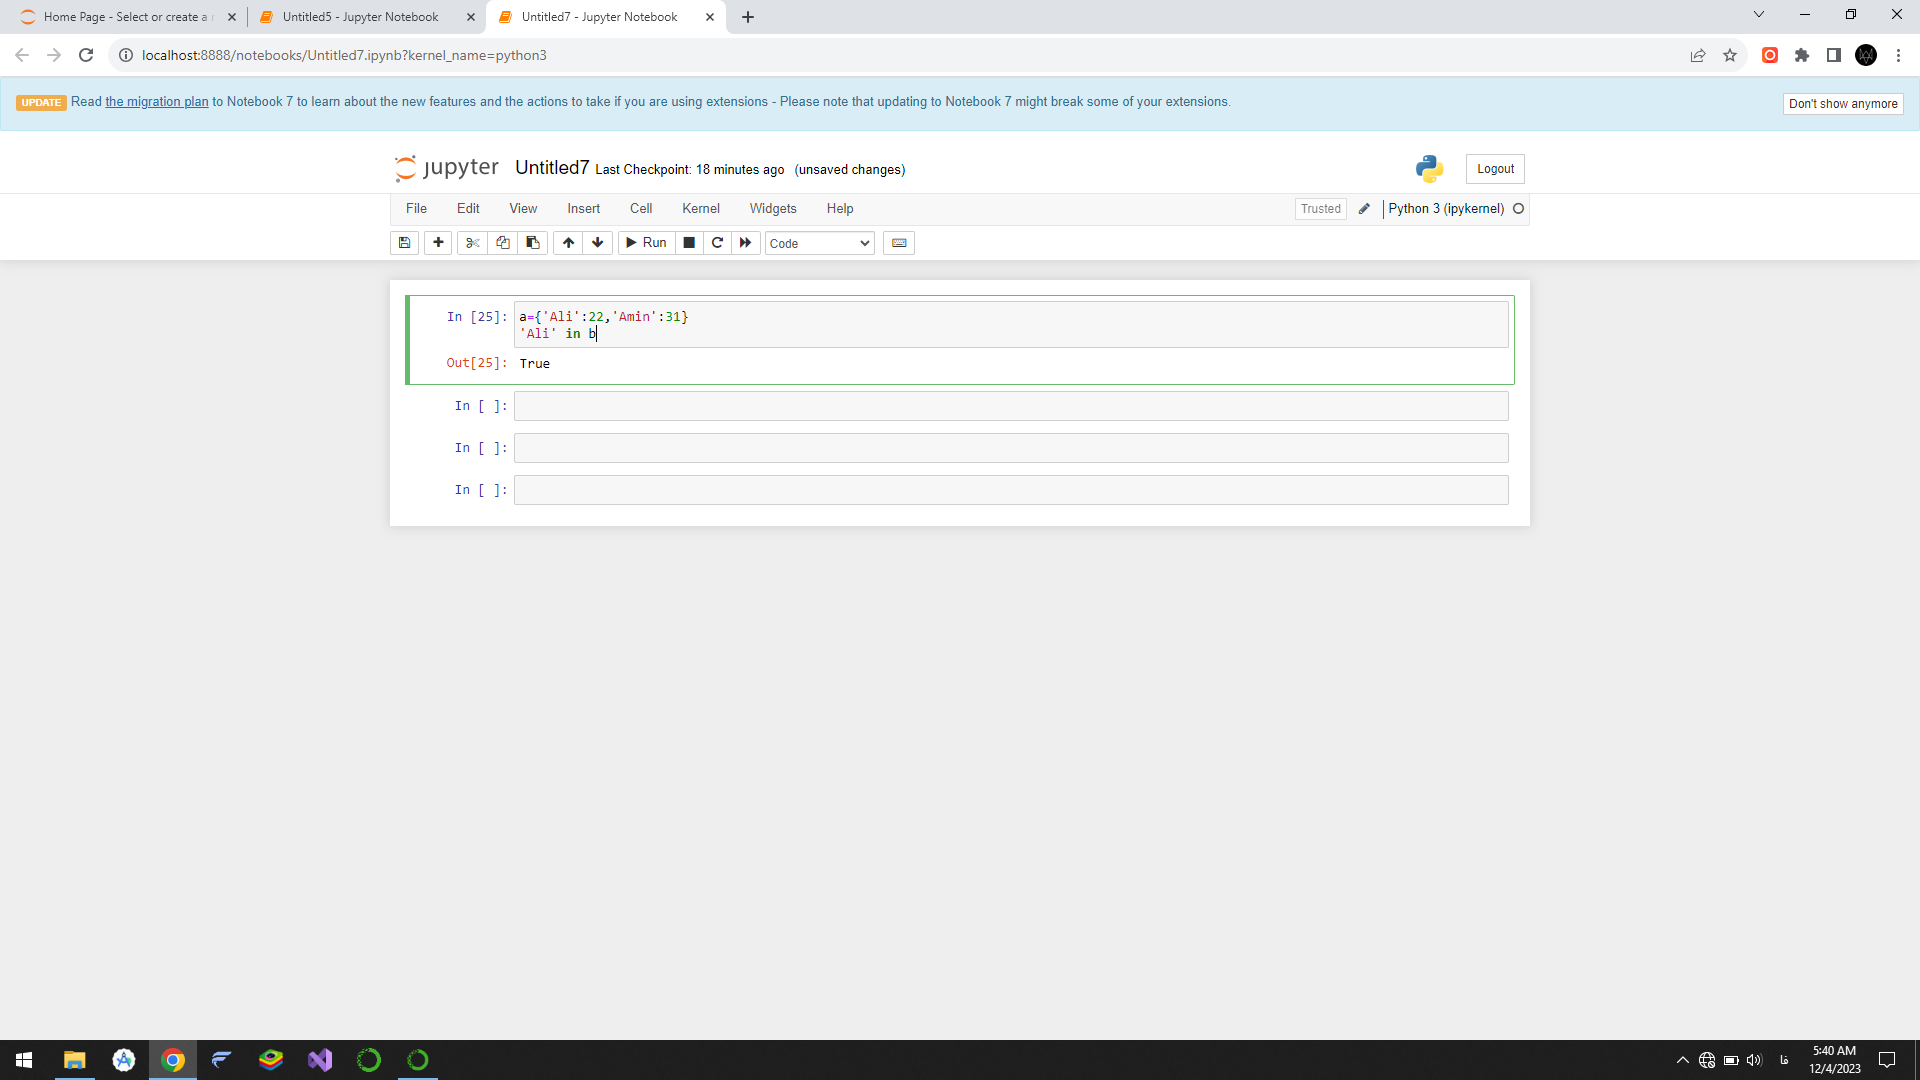 Home Page - Select or create a n
Untitled5 - Jupyter Notebook
Untitled7 - Jupyter Notebook
localhost:8888/notebooks/Untitled7.ipynb?kernel_name=python3
UPDATE Read the migration plan to Notebook 7 to learn about the new features and the actions to take if you are using extensions - Please note that updating to Notebook 7 might break some of your extensions.
Don't show anymore
jupyter Untitled7 Last Checkpoint: 18 minutes ago (unsaved changes)
Logout
File Edit View Insert Cell Kernel Widgets Help
Trusted Python 3 (ipykernel)
Run Code
In [25]: a={'Ali':22,'Amin':31}
'Ali' in b
Out[25]: True
In [ ]:
In [ ]:
In [ ]:
فا
5:40 AM
12/4/2023